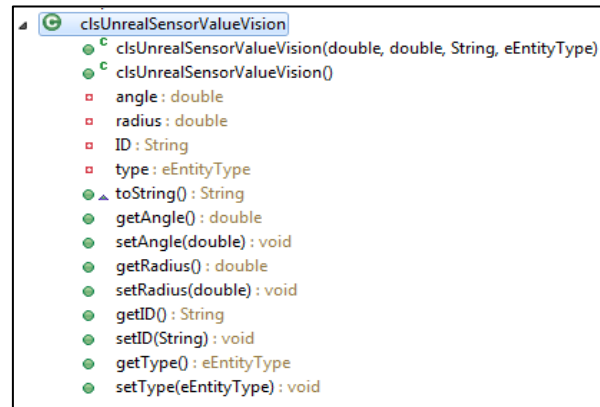 clsUnrealSensorValueVision
clsUnrealSensorValueVision(double, double, String, eEntityType)
clsUnrealSensorValueVision()
angle : double
radius : double
ID : String
type : eEntityType
toString() : String
getAngle() : double
setAngle(double) : void
getRadius() : double
setRadius(double) : void
getID() : String
setID(String) : void
getType() : eEntityType
setType(eEntityType) : void